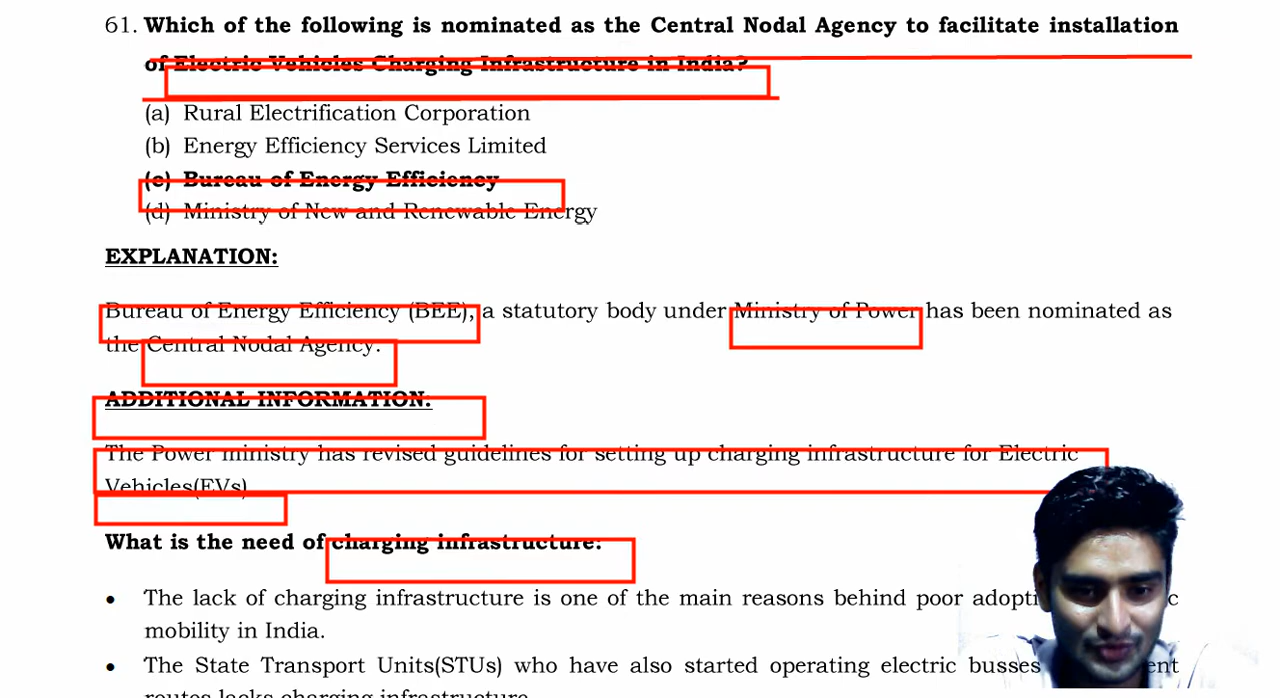 61. Which of the following is nominated as the Central Nodal Agency to facilitate installation
of Electric Vehicles Charging Infrastructure in India?
(a) Rural Electrification Corporation
(b) Energy Efficiency Services Limited
(c) Bureau of Energy Efficiency
(d) Ministry of New and Renewable Energy
EXPLANATION:
Bureau of Energy Efficiency (BEE), a statutory body under Ministry of Power has been nominated as
the Central Nodal Agency.
ADDITIONAL INFORMATION:
The Power ministry has revised guidelines for setting up charging infrastructure for Electric
Vehicles(EVs)
What is the need of charging infrastructure:
• The lack of charging infrastructure is one of the main reasons behind poor
mobility in India.
• The State Transport Units(STUs) who have also started operating electric busses
routes lacks charging infrastructure